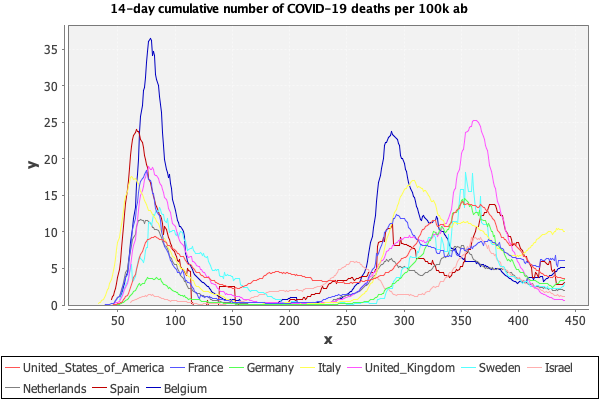 14-day cumulative number of COVID-19 deaths per 100k ab
y
35
30
25
20
15
10
5
0
50 100 150 200 250 300 350 400 450
x
United_States_of_America France Germany Italy United_Kingdom Sweden Israel
Netherlands Spain Belgium